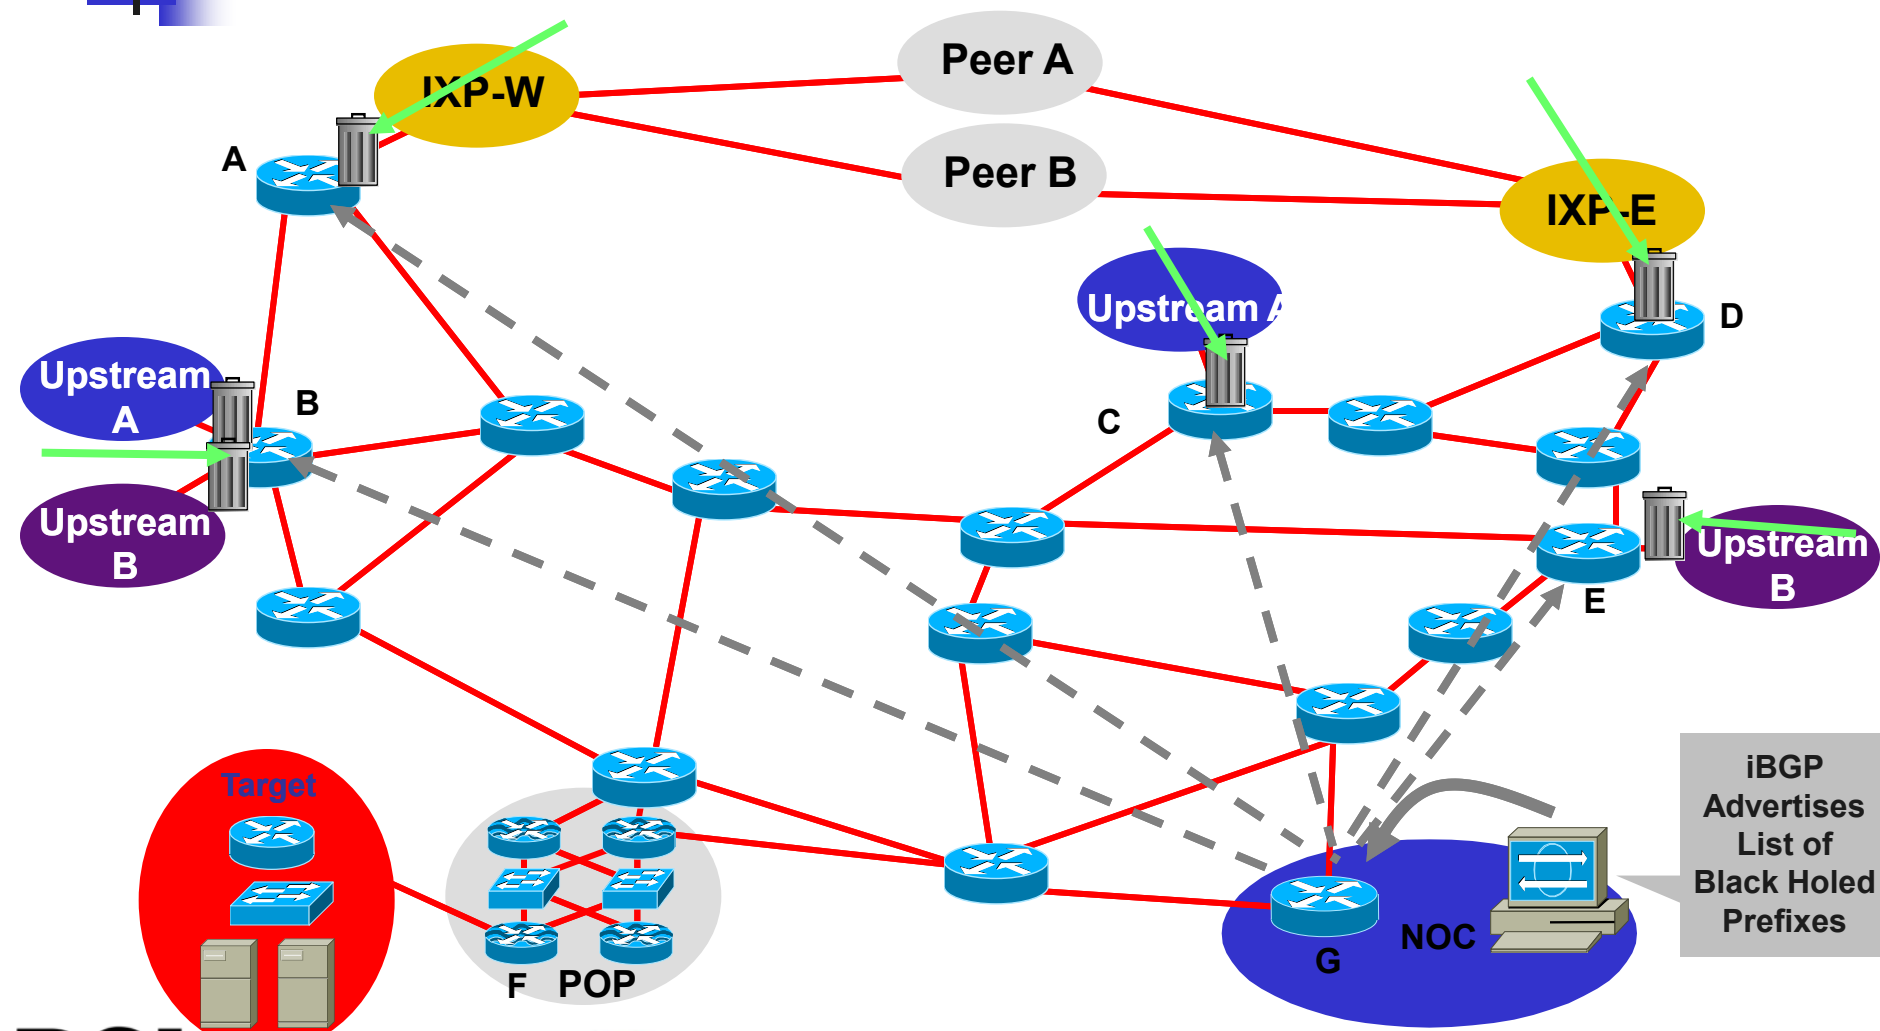 IXP-W
Peer A
A
Peer B
IXP-E
Upstream A
D
Upstream
A
B
C
Upstream
B
Upstream
B
E
Target
iBGP
Advertises
List of
Black Holed
Prefixes
NOC
G
F
POP